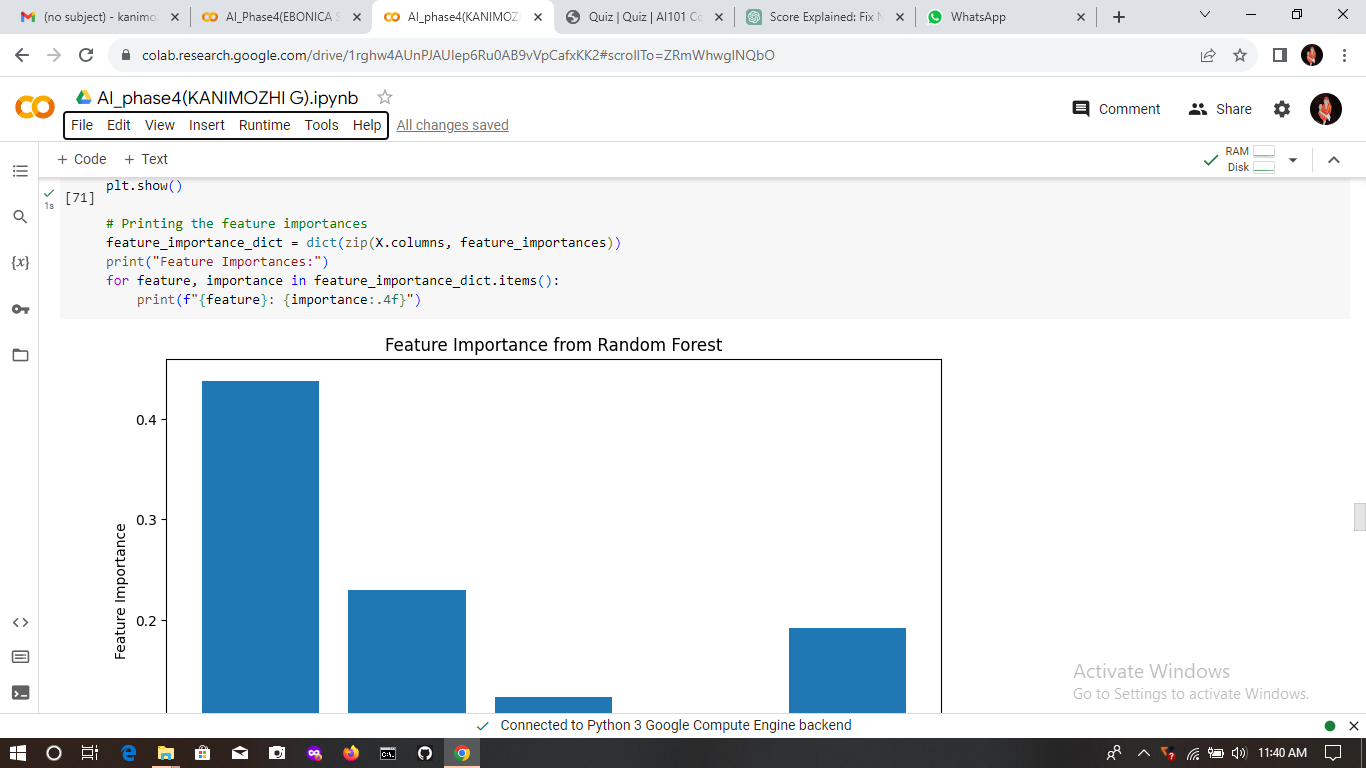 (no subject) - kanimo
AI_Phase4(EBONICA S
AI_phase4(KANIMOZ
Quiz | Quiz | AI101 Co
Score Explained: Fix N
WhatsApp
colab.research.google.com/drive/1rghw4AUnPJAUlep6Ru0AB9vVpCafxKK2#scrollTo=ZRmWhwglNQbO
AI_phase4(KANIMOZHI G).ipynb
Comment
Share
File Edit View Insert Runtime Tools Help All changes saved
+ Code + Text
RAM
Disk
plt.show()
[71]
1s
# Printing the feature importances
feature_importance_dict = dict(zip(X.columns, feature_importances))
print("Feature Importances:")
for feature, importance in feature_importance_dict.items():
    print(f"{feature}: {importance:.4f}")
{x}
Feature Importance from Random Forest
0.4
0.3
0.2
Feature Importance
Activate Windows
Go to Settings to activate Windows.
Connected to Python 3 Google Compute Engine backend
11:40 AM